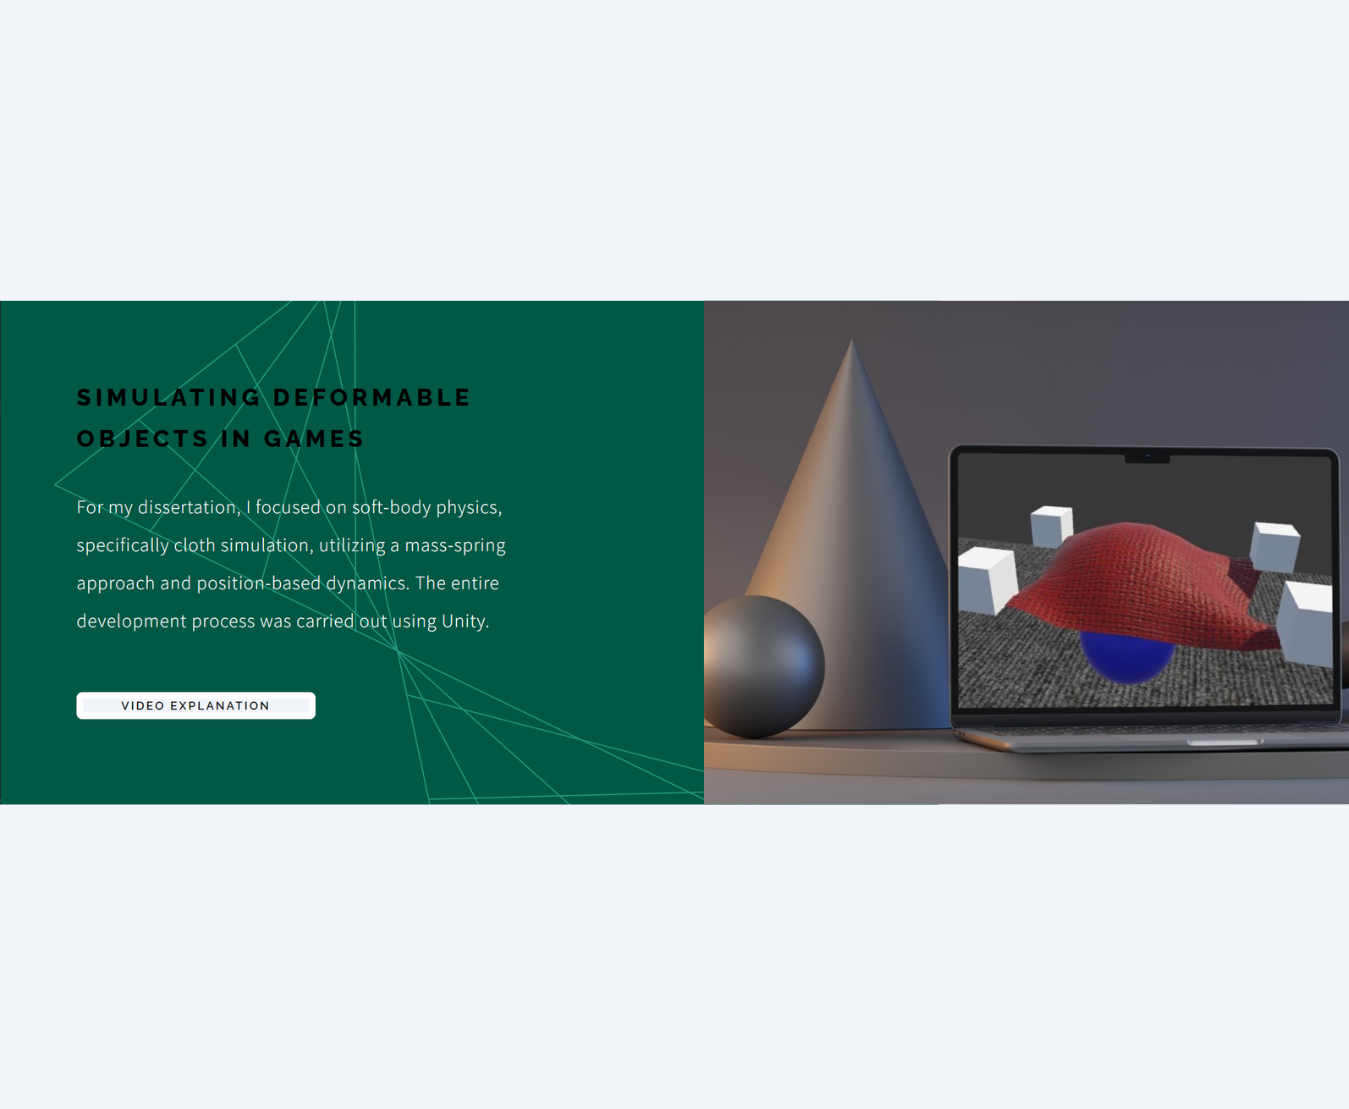 SIMULATING DEFORMABLE
OBJECTS IN GAMES
For my dissertation, I focused on soft-body physics,
specifically cloth simulation, utilizing a mass-spring
approach and position-based dynamics. The entire
development process was carried out using Unity.
VIDEO EXPLANATION